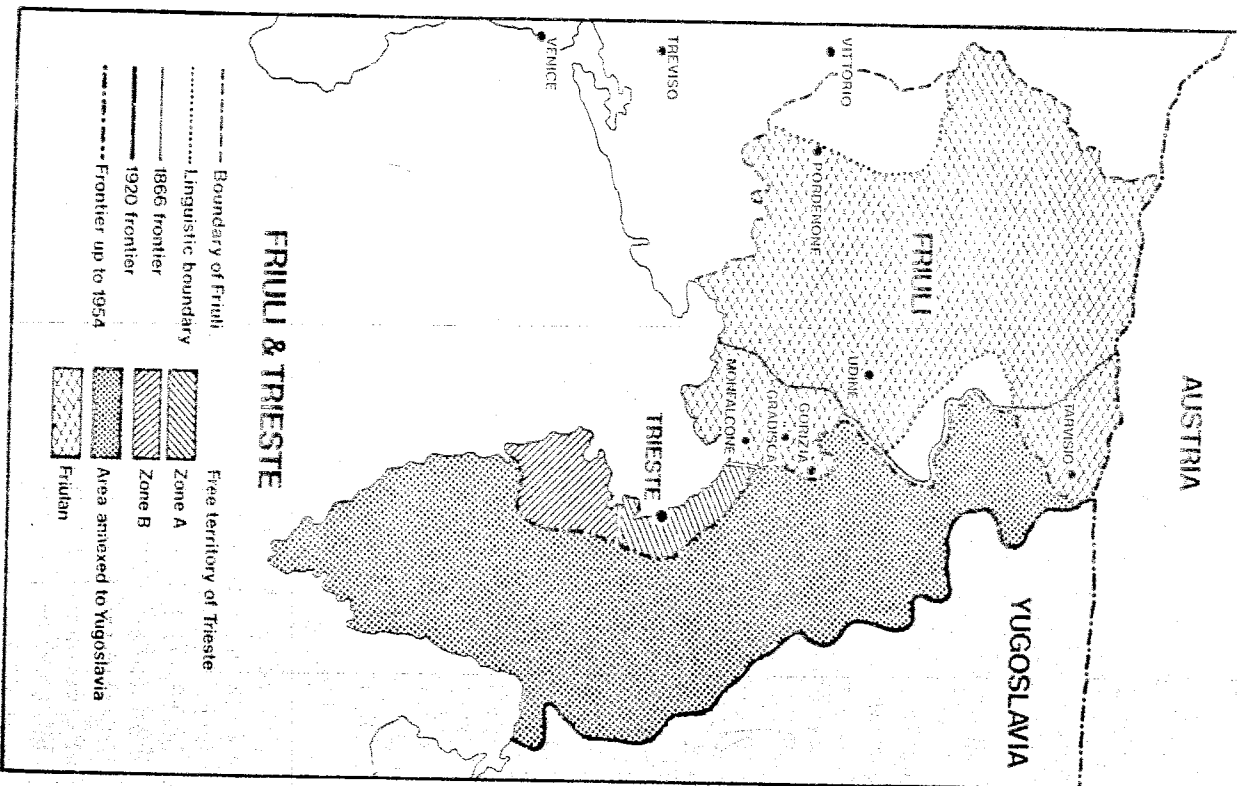 AUSTRIA
YUGOSLAVIA
TARVISIO
FRIULI
UDINE
VITTORIO
PORDENONE
GORIZIA
GRADISCA
MONFALCONE
TREVISO
TRIESTE
VENICE
FRIULI & TRIESTE
Boundary of Friuli
Linguistic boundary
1866 frontier
1920 frontier
Frontier up to 1954
Free territory of Trieste
Zone A
Zone B
Area annexed to Yugoslavia
Friulan